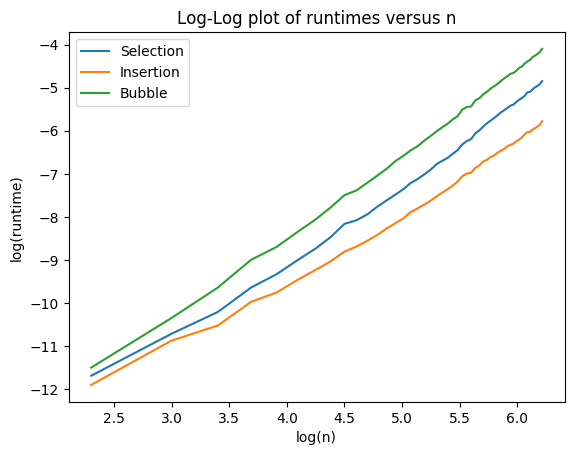 Log-Log plot of runtimes versus n
Selection
Insertion
Bubble
−4
−5
−6
−7
−8
−9
−10
−11
−12
log(runtime)
2.5 3.0 3.5 4.0 4.5 5.0 5.5 6.0
log(n)